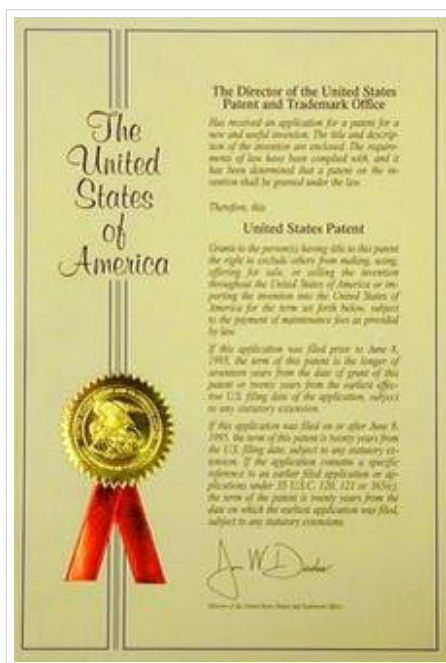 The
United
States
of
America
The Director of the United States
Patent and Trademark Office
Has received an application for a patent for a
new and useful invention. The title and descrip-
tion of the invention are enclosed. The require-
ments of law have been complied with, and it
has been determined that a patent on the in-
vention shall be granted under the law.
Therefore, this
United States Patent
Grants to the person(s) having title to this patent
the right to exclude others from making, using,
offering for sale, or selling the invention
throughout the United States of America or im-
porting the invention into the United States of
America for the term set forth below, subject
to the payment of maintenance fees as provided
by law.
If this application was filed prior to June 8,
1995, the term of this patent is the longer of
seventeen years from the date of grant of this
patent or twenty years from the earliest effec-
tive U.S. filing date of the application, subject
to any statutory extension.
If this application was filed on or after June 8,
1995, the term of this patent is twenty years from
the U.S. filing date, subject to any statutory ex-
tension. If the application contains a specific
reference to an earlier filed application or ap-
plications under 35 U.S.C. 120, 121 or 365(c),
the term of the patent is twenty years from the
date on which the earliest application was filed,
subject to any statutory extensions.
Director of the United States Patent and Trademark Office